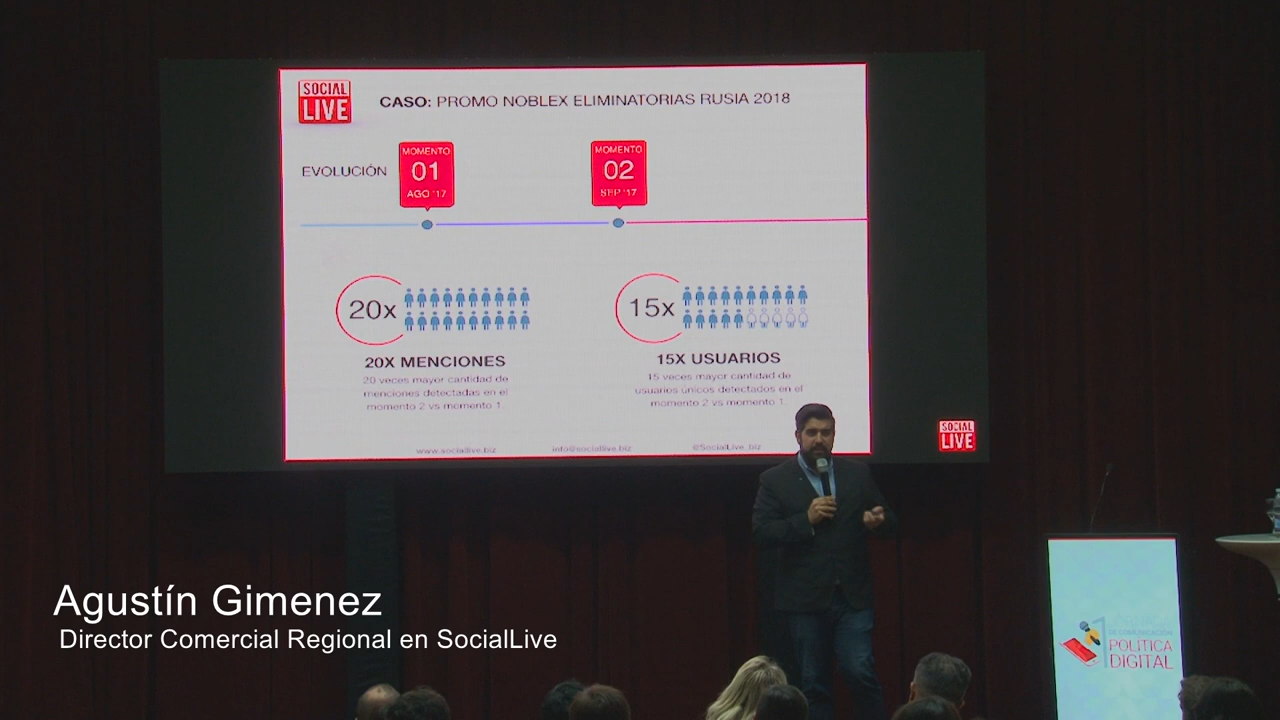 SOCIAL
LIVE
CASO: PROMO NOBLEX ELIMINATORIAS RUSIA 2018
EVOLUCIÓN
MOMENTO
01
AGO '17
MOMENTO
02
SEP '17
20x
20X MENCIONES
20 veces mayor cantidad de
menciones detectadas en el
momento 2 vs momento 1.
15x
15X USUARIOS
15 veces mayor cantidad de
usuarios únicos detectados en el
momento 2 vs momento 1.
www.sociallive.biz
info@sociallive.biz
@SocialLive_biz
SOCIAL
LIVE
Agustín Gimenez
Director Comercial Regional en SocialLive
DE COMUNICACIÓN
POLÍTICA
DIGITAL